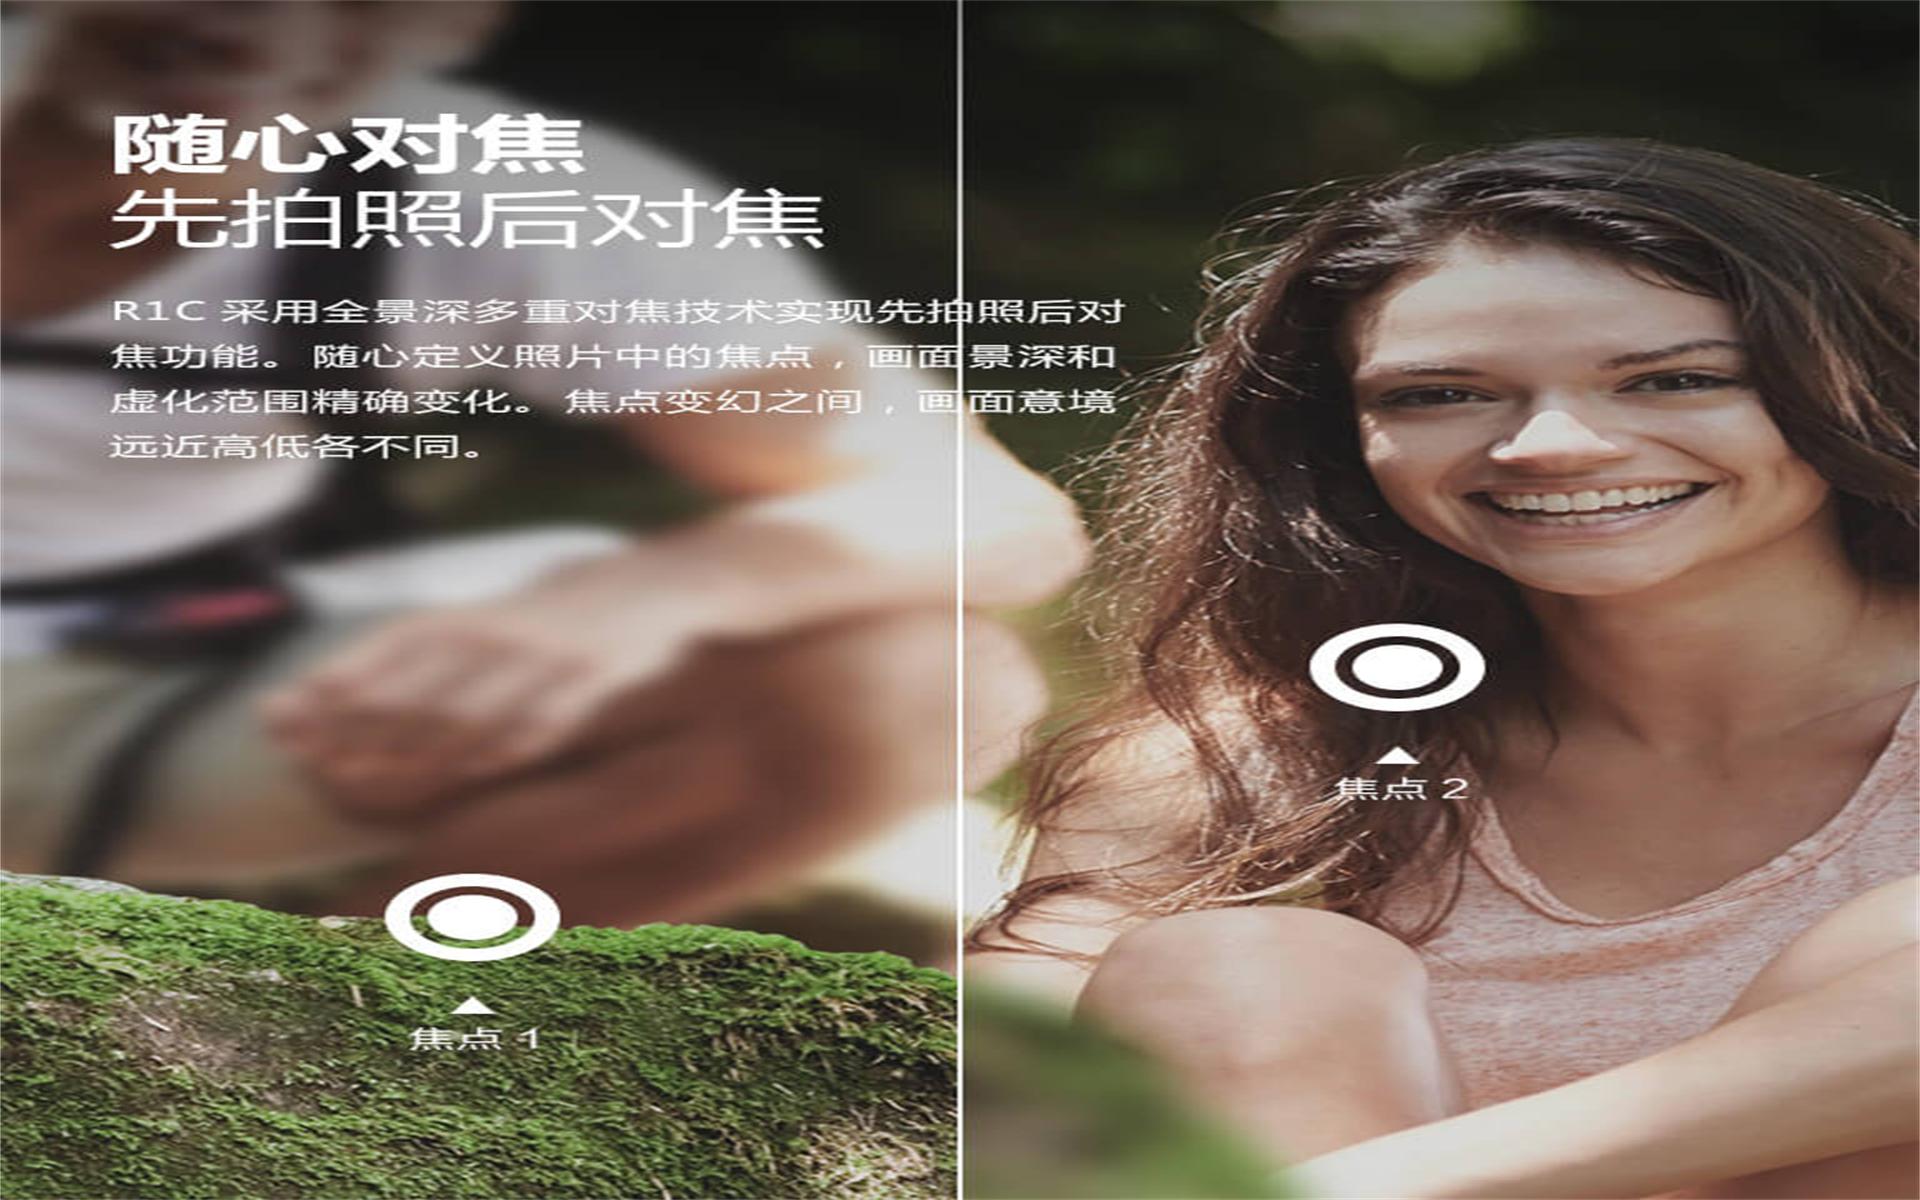 随心对焦
先拍照后对焦
R1C 采用全景深多重对焦技术实现先拍照后对
焦功能。随心定义照片中的焦点，画面景深和
虚化范围精确变化。焦点变幻之间，画面意境
远近高低各不同。
焦点 2
焦点 1